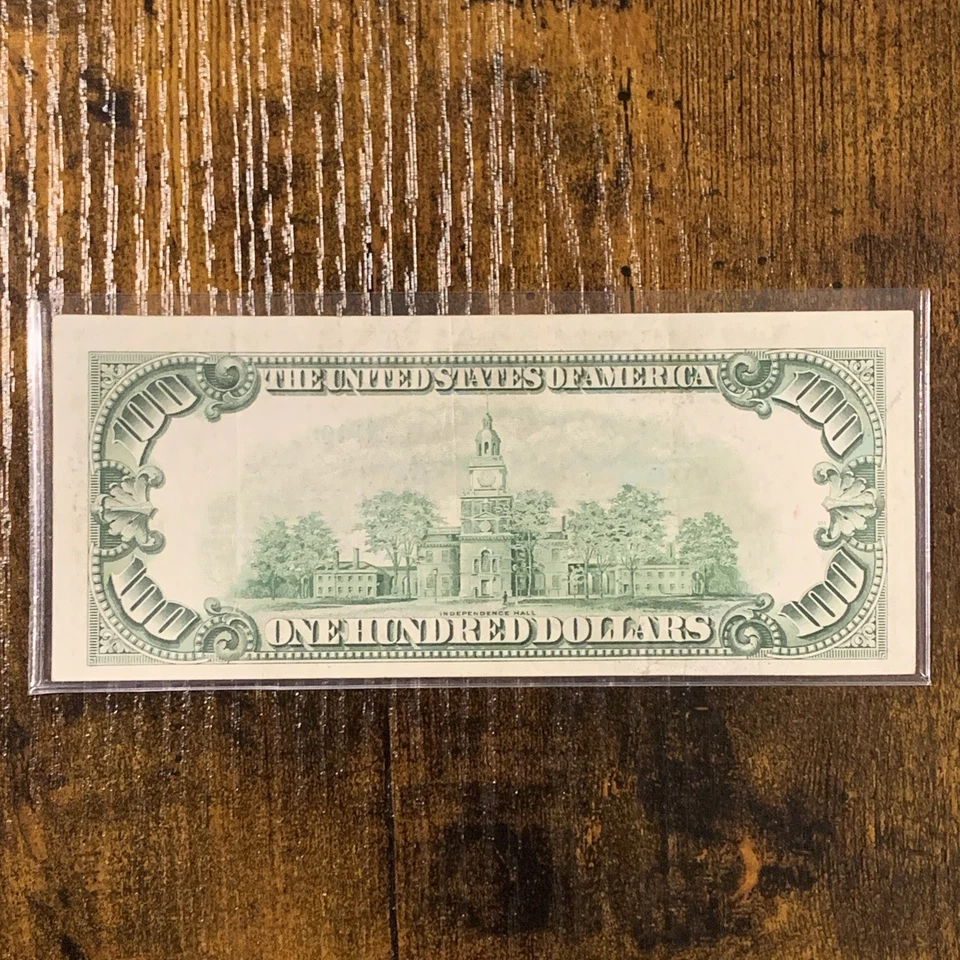 THE UNITED STATES OF AMERICA
100 100
100 100
INDEPENDENCE HALL
ONE HUNDRED DOLLARS